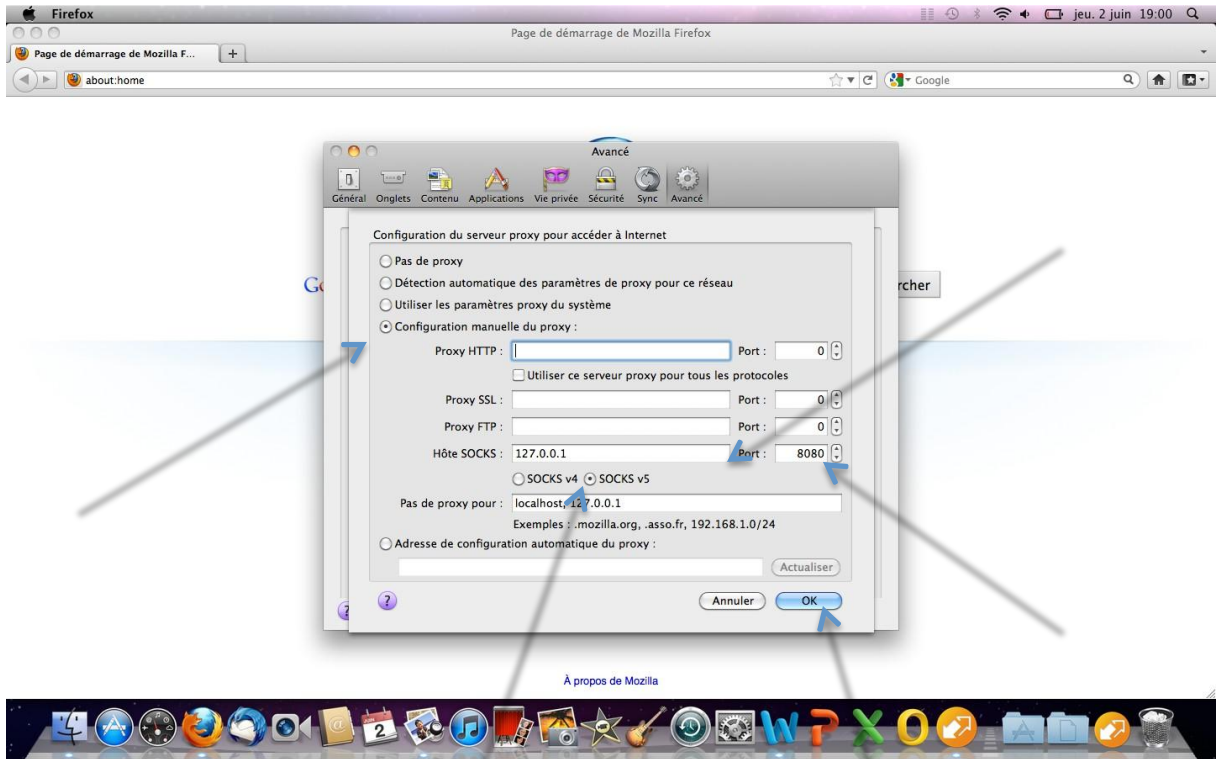 Firefox
jeu. 2 juin 19:00
Page de démarrage de Mozilla Firefox
Page de démarrage de Mozilla F...
about:home
Google
Avancé
Général Onglets Contenu Applications Vie privée Sécurité Sync Avancé
Configuration du serveur proxy pour accéder à Internet
Pas de proxy
Détection automatique des paramètres de proxy pour ce réseau
Utiliser les paramètres proxy du système
Configuration manuelle du proxy :
Proxy HTTP : Port : 0
Utiliser ce serveur proxy pour tous les protocoles
Proxy SSL : Port : 0
Proxy FTP : Port : 0
Hôte SOCKS : 127.0.0.1 Port : 8080
SOCKS v4 SOCKS v5
Pas de proxy pour : localhost, 127.0.0.1
Exemples : .mozilla.org, .asso.fr, 192.168.1.0/24
Adresse de configuration automatique du proxy :
Actualiser
? Annuler OK
À propos de Mozilla